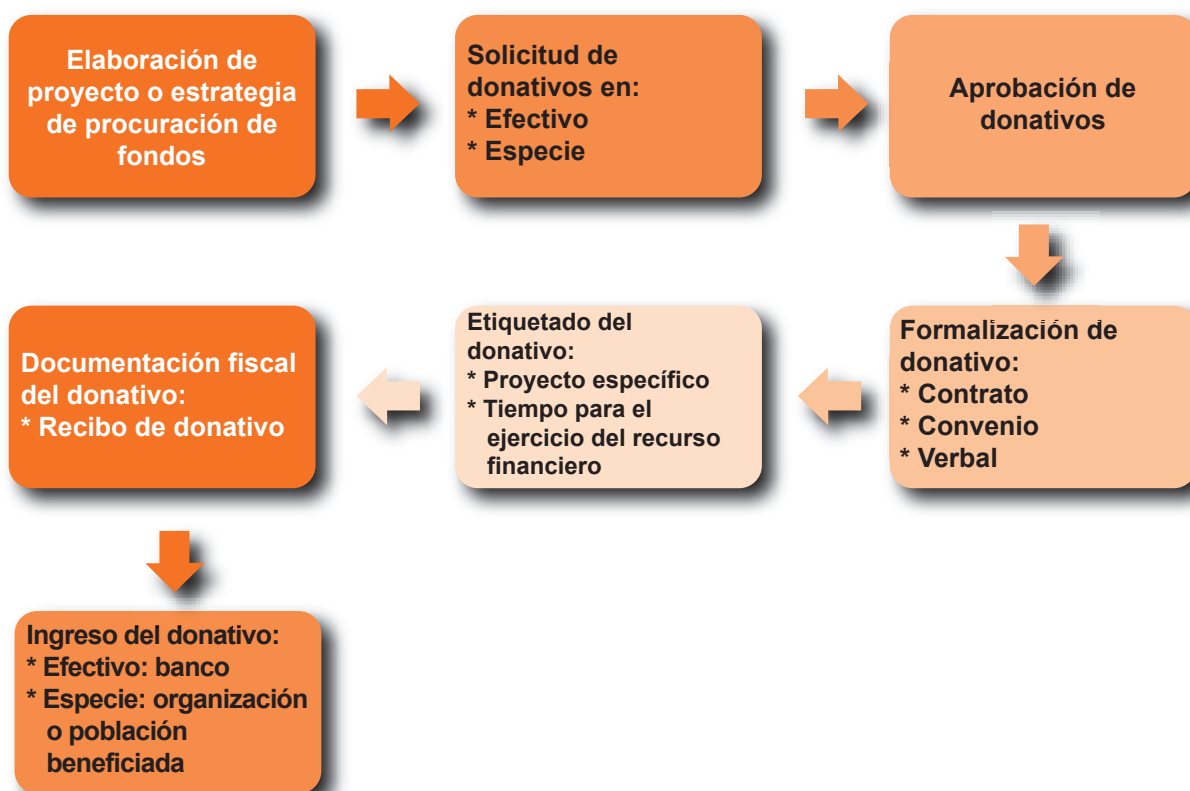 Elaboración de
proyecto o estrategia
de procuración de
fondos
Solicitud de
donativos en:
* Efectivo
* Especie
Aprobación de
donativos
Formalización de
donativo:
* Contrato
* Convenio
* Verbal
Etiquetado del
donativo:
* Proyecto específico
* Tiempo para el
ejercicio del recurso
financiero
Documentación fiscal
del donativo:
* Recibo de donativo
Ingreso del donativo:
* Efectivo: banco
* Especie: organización
o población
beneficiada